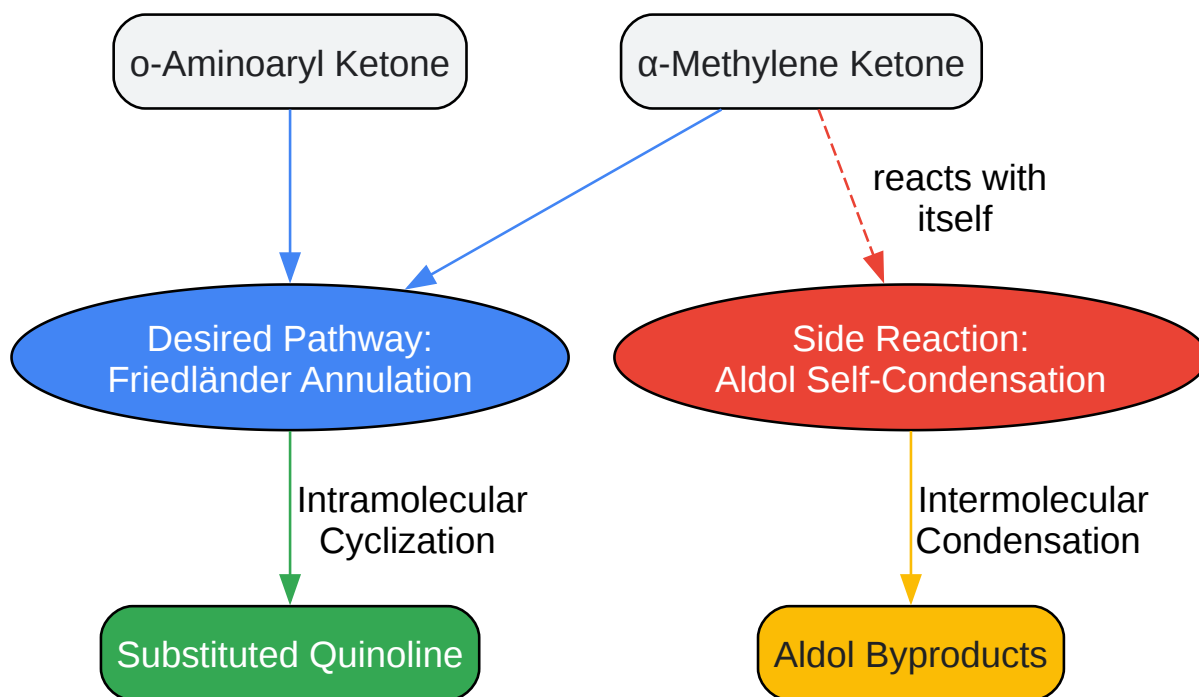 o-Aminoaryl Ketone
α-Methylene Ketone
reacts with
itself
Desired Pathway:
Friedländer Annulation
Side Reaction:
Aldol Self-Condensation
Intramolecular
Cyclization
Intermolecular
Condensation
Substituted Quinoline
Aldol Byproducts